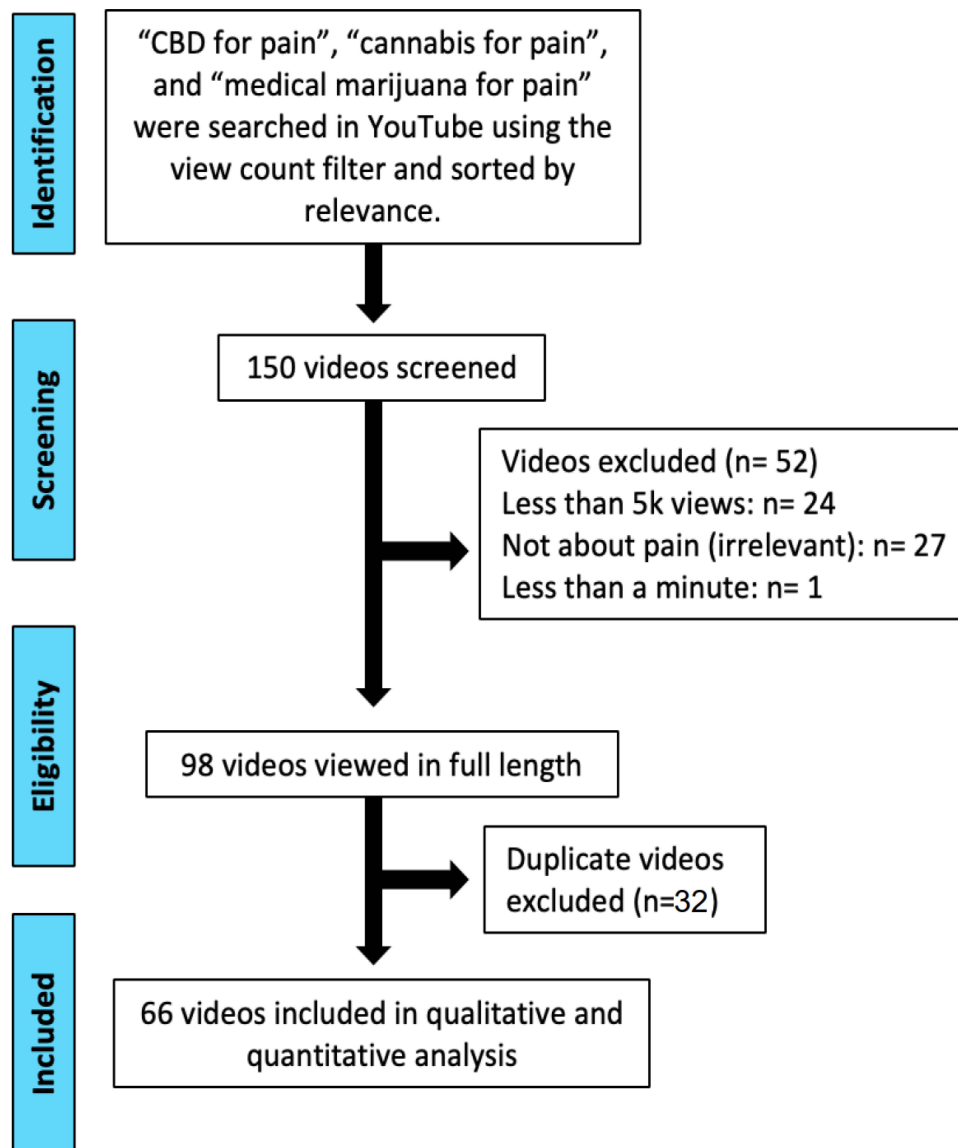 Identification
“CBD for pain”, “cannabis for pain”,
and “medical marijuana for pain”
were searched in YouTube using the
view count filter and sorted by
relevance.
Screening
150 videos screened
Videos excluded (n= 52)
Less than 5k views: n= 24
Not about pain (irrelevant): n= 27
Less than a minute: n= 1
Eligibility
98 videos viewed in full length
Duplicate videos
excluded (n=32)
Included
66 videos included in qualitative and
quantitative analysis